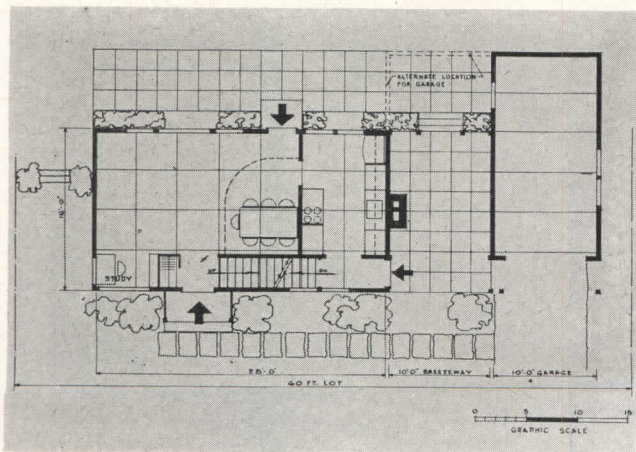 ALTERNATE LOCATION
FOR GARAGE
16'-0"
STUDY
UP
DN
28'-0"
10'-0" BREEZEWAY
10'-0" GARAGE
60 FT. LOT
0 5 10 15
GRAPHIC SCALE